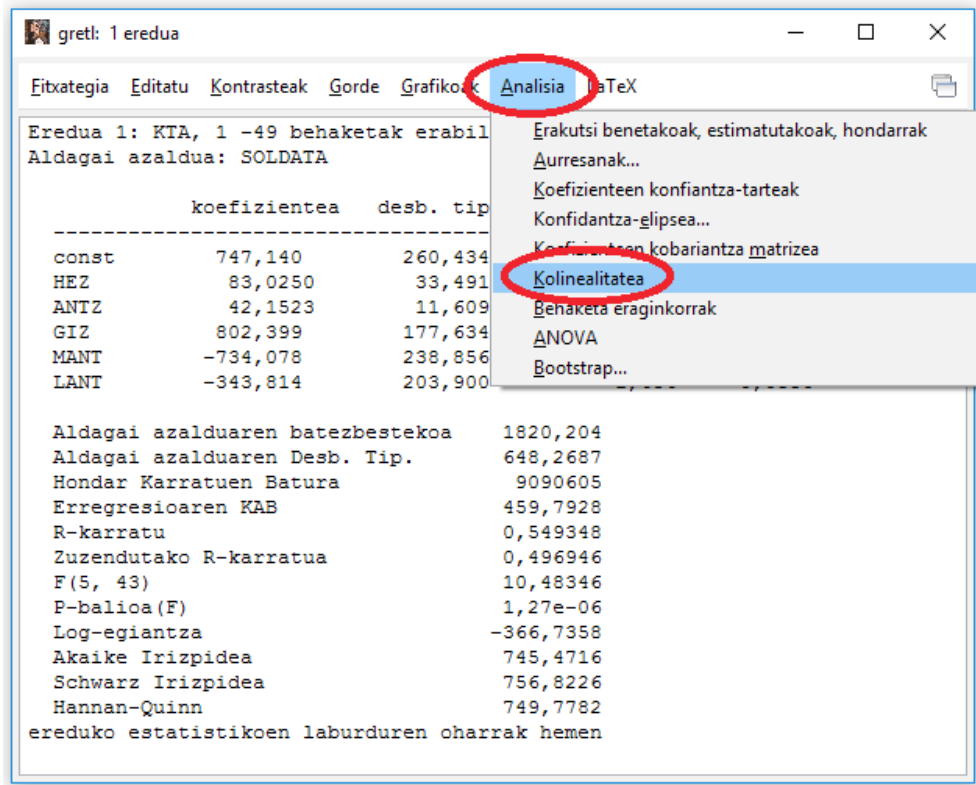 gretl: 1 eredua
Fitxategia Editatu Kontrasteak Gorde Grafikoak Analisia LaTeX
Erakutsi benetakoak, estimatutakoak, hondarrak
Aurresanak...
Koefizienteen konfiantza-tarteak
Konfidantza-elipsea...
Koefizienteen kobariantza matrizea
Kolinealitatea
Behaketa eraginkorrak
ANOVA
Bootstrap...
Eredua 1: KTA, 1 -49 behaketak erabil
Aldagai azaldua: SOLDATA
koefizientea desb. tip
const 747,140 260,434
HEZ 83,0250 33,491
ANTZ 42,1523 11,609
GIZ 802,399 177,634
MANT -734,078 238,856
LANT -343,814 203,900
Aldagai azalduaren batezbestekoa 1820,204
Aldagai azalduaren Desb. Tip. 648,2687
Hondar Karratuen Batura 9090605
Erregresioaren KAB 459,7928
R-karratu 0,549348
Zuzendutako R-karratua 0,496946
F(5, 43) 10,48346
P-balioa(F) 1,27e-06
Log-egiantza -366,7358
Akaike Irizpidea 745,4716
Schwarz Irizpidea 756,8226
Hannan-Quinn 749,7782
ereduko estatistikoen laburduren oharrak hemen